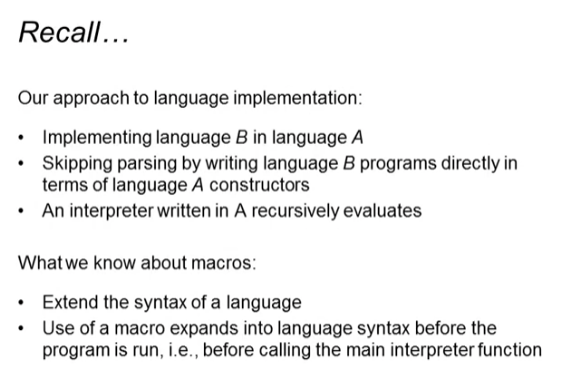 Recall…
Our approach to language implementation:
• Implementing language B in language A
• Skipping parsing by writing language B programs directly in
terms of language A constructors
• An interpreter written in A recursively evaluates
What we know about macros:
• Extend the syntax of a language
• Use of a macro expands into language syntax before the
program is run, i.e., before calling the main interpreter function